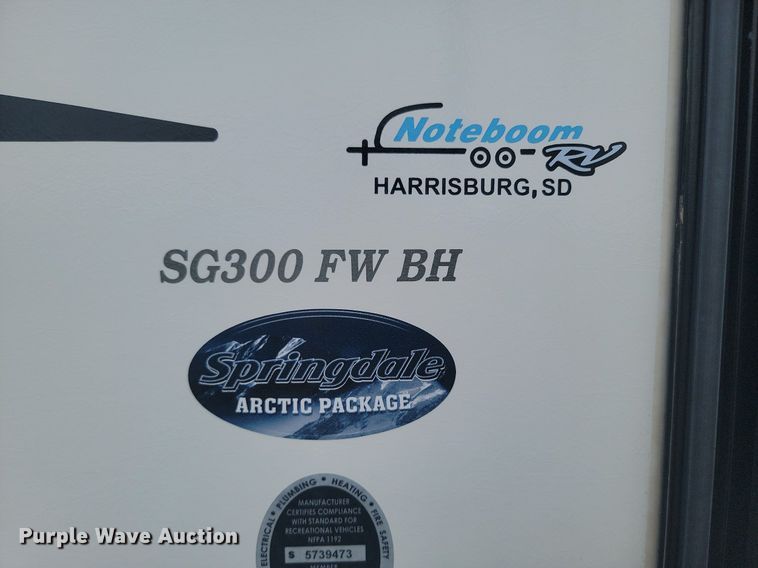 Noteboom
RV
HARRISBURG, SD
SG300 FW BH
Springdale
ARCTIC PACKAGE
ELECTRICAL • PLUMBING • HEATING • FIRE SAFETY
MANUFACTURER
CERTIFIES COMPLIANCE
WITH STANDARD FOR
RECREATIONAL VEHICLES
NFPA 1192
S 5739473
MEMBER
Purple Wave Auction